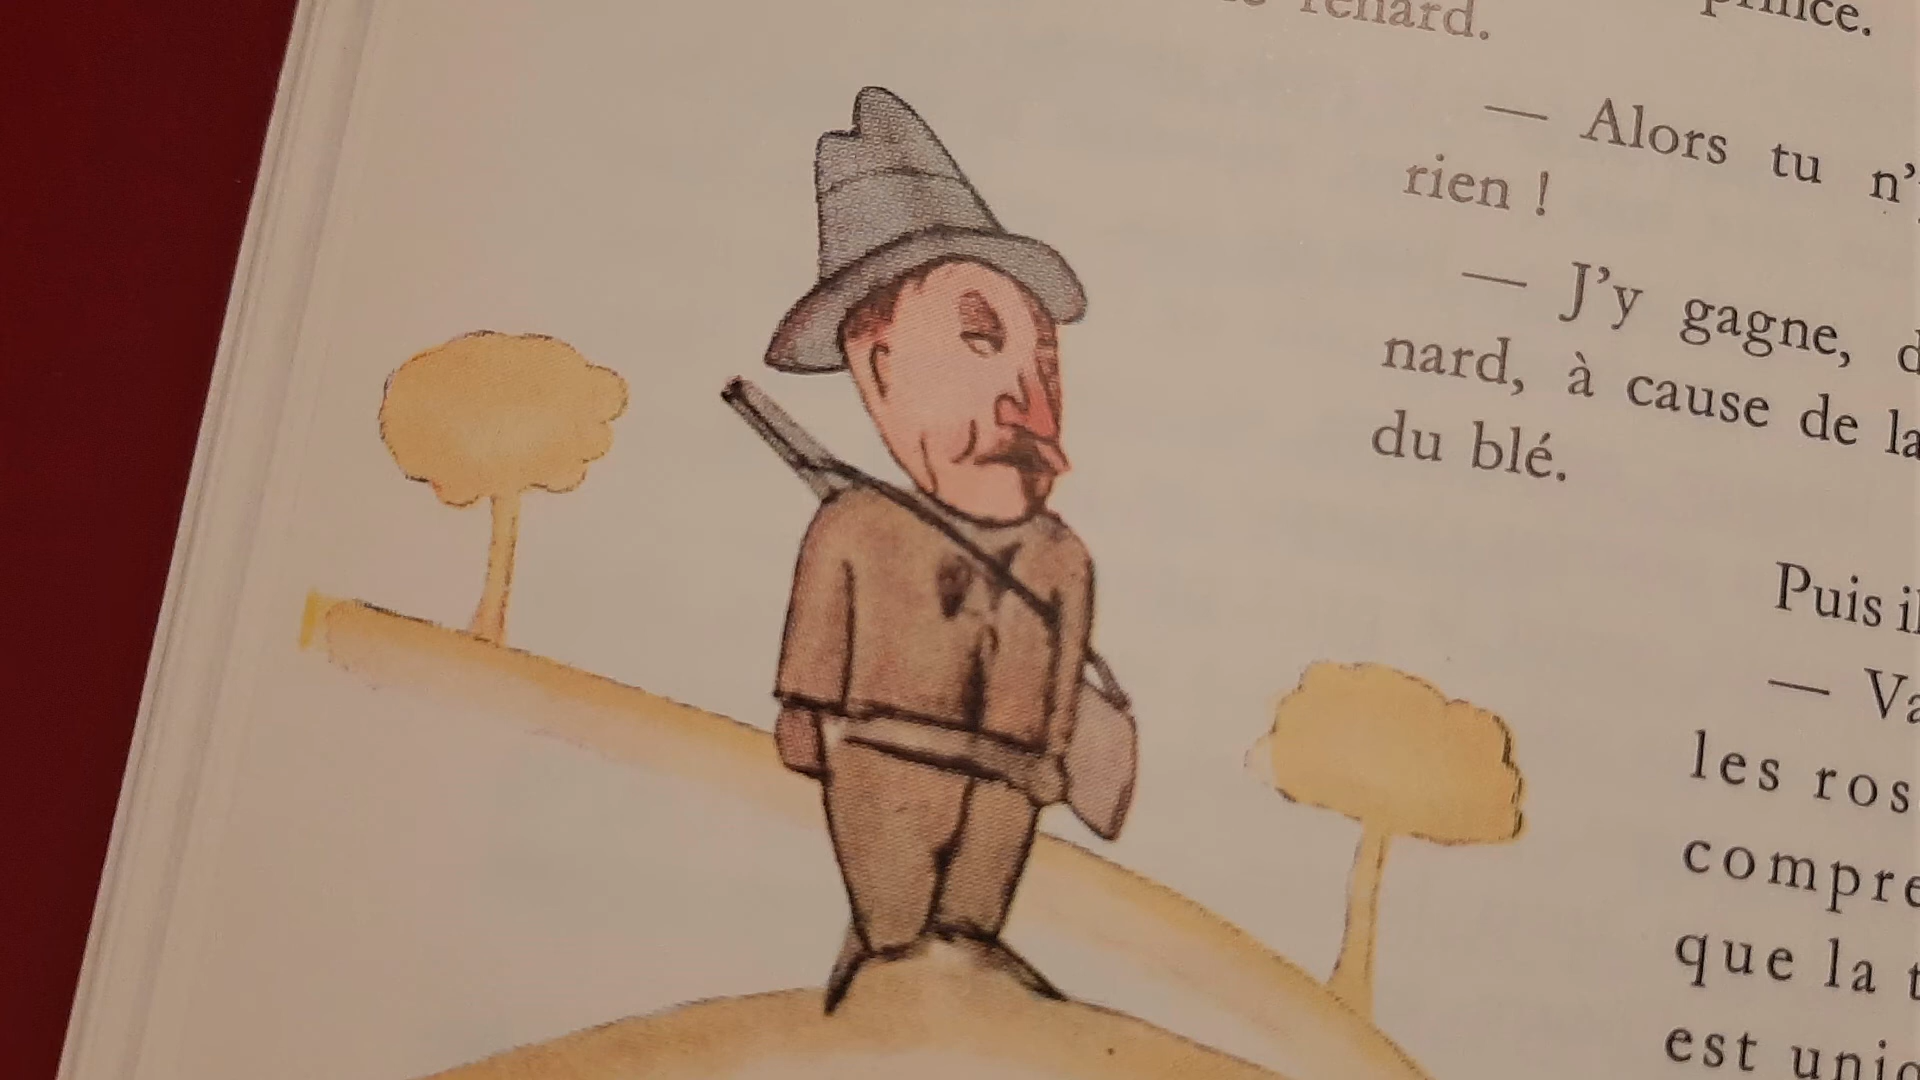 renard.
prince.
— Alors tu n'
rien !
— J'y gagne, d
nard, à cause de la
du blé.
Puis il
— Va
les ros
compre
que la t
est uniq